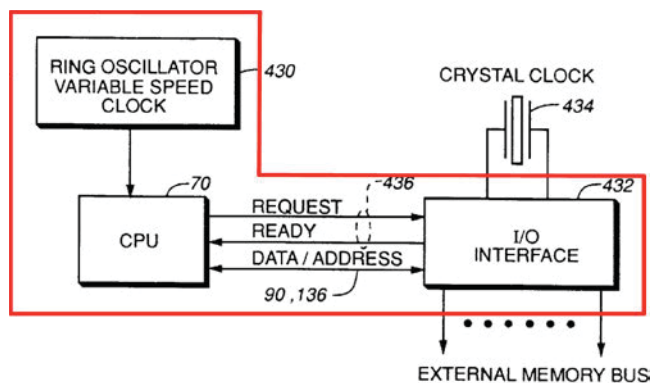 RING OSCILLATOR
VARIABLE SPEED
CLOCK
430
CRYSTAL CLOCK
434
70
CPU
REQUEST
READY
DATA / ADDRESS
436
90 ,136
432
I/O
INTERFACE
EXTERNAL MEMORY BUS